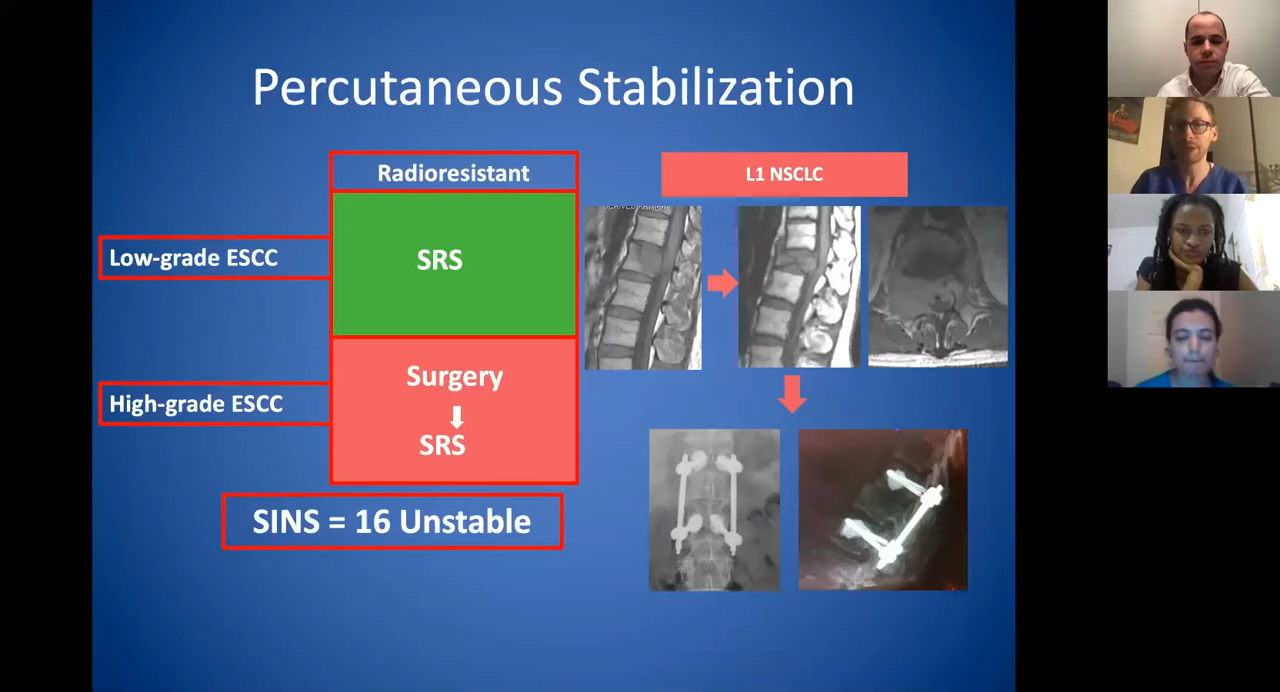 Percutaneous Stabilization
Radioresistant
L1 NSCLC
Low-grade ESCC
SRS
High-grade ESCC
Surgery
SRS
SINS = 16 Unstable